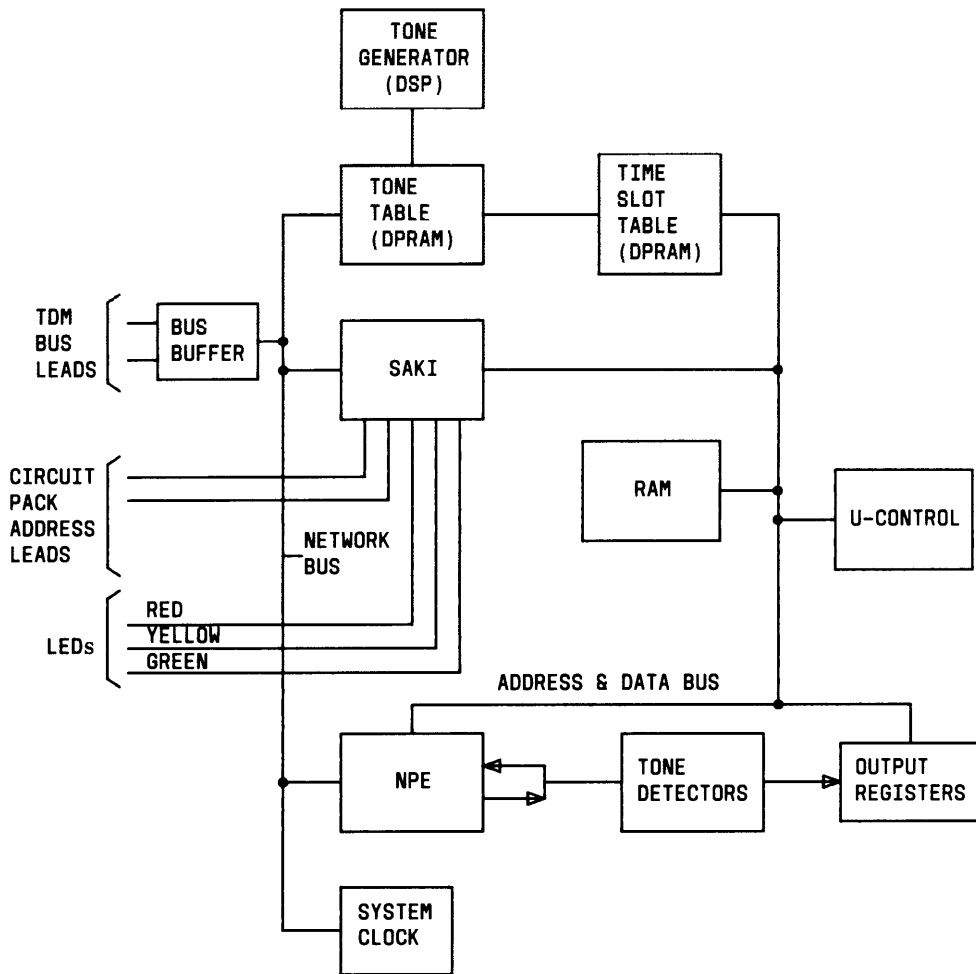 TONE
GENERATOR
(DSP)
TONE
TABLE
(DPRAM)
TIME
SLOT
TABLE
(DPRAM)
TDM
BUS
LEADS
BUS
BUFFER
SAKI
CIRCUIT
PACK
ADDRESS
LEADS
NETWORK
BUS
RAM
U-CONTROL
LEDs
RED
YELLOW
GREEN
ADDRESS & DATA BUS
NPE
TONE
DETECTORS
OUTPUT
REGISTERS
SYSTEM
CLOCK